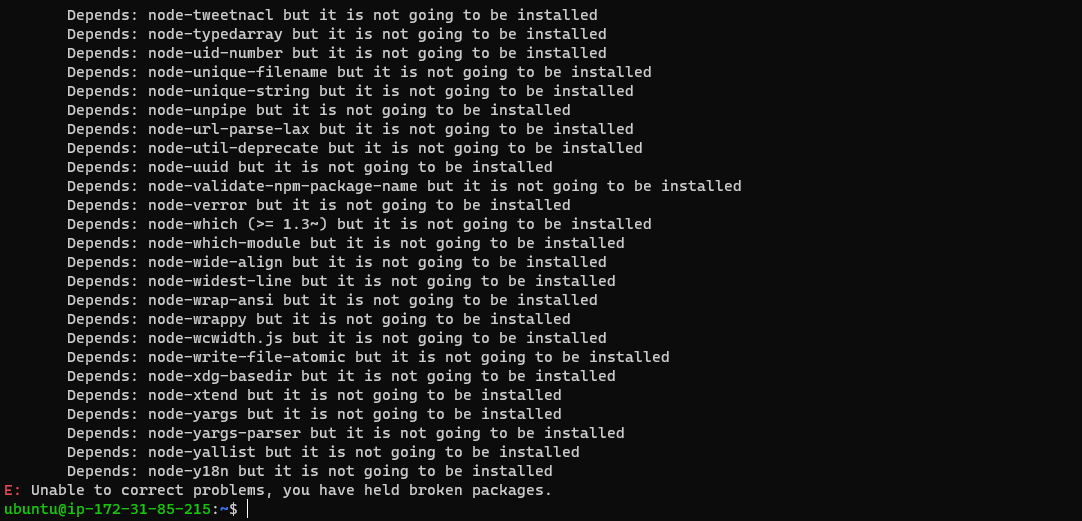 Depends: node-tweetnacl but it is not going to be installed
Depends: node-typedarray but it is not going to be installed
Depends: node-uid-number but it is not going to be installed
Depends: node-unique-filename but it is not going to be installed
Depends: node-unique-string but it is not going to be installed
Depends: node-unpipe but it is not going to be installed
Depends: node-url-parse-lax but it is not going to be installed
Depends: node-util-deprecate but it is not going to be installed
Depends: node-uuid but it is not going to be installed
Depends: node-validate-npm-package-name but it is not going to be installed
Depends: node-verror but it is not going to be installed
Depends: node-which (>= 1.3~) but it is not going to be installed
Depends: node-which-module but it is not going to be installed
Depends: node-wide-align but it is not going to be installed
Depends: node-widest-line but it is not going to be installed
Depends: node-wrap-ansi but it is not going to be installed
Depends: node-wrappy but it is not going to be installed
Depends: node-wcwidth.js but it is not going to be installed
Depends: node-write-file-atomic but it is not going to be installed
Depends: node-xdg-basedir but it is not going to be installed
Depends: node-xtend but it is not going to be installed
Depends: node-yargs but it is not going to be installed
Depends: node-yargs-parser but it is not going to be installed
Depends: node-yallist but it is not going to be installed
Depends: node-y18n but it is not going to be installed
E: Unable to correct problems, you have held broken packages.
ubuntu@ip-172-31-85-215:~$